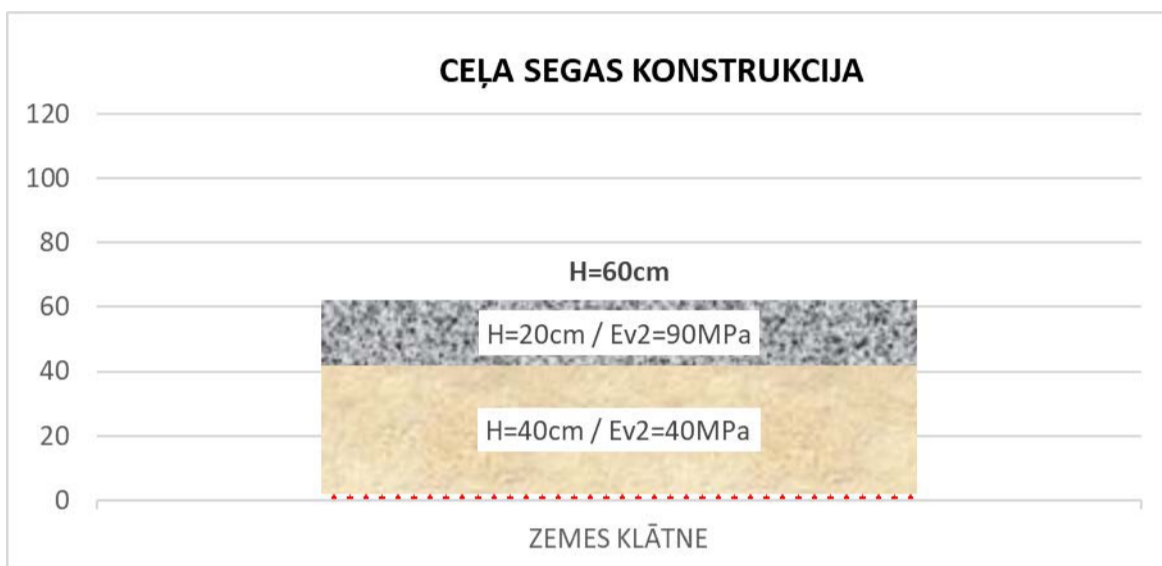 CEĻA SEGAS KONSTRUKCIJA
120
100
80
H=60cm
60
H=20cm / Ev2=90MPa
40
H=40cm / Ev2=40MPa
20
0
ZEMES KLĀTNE